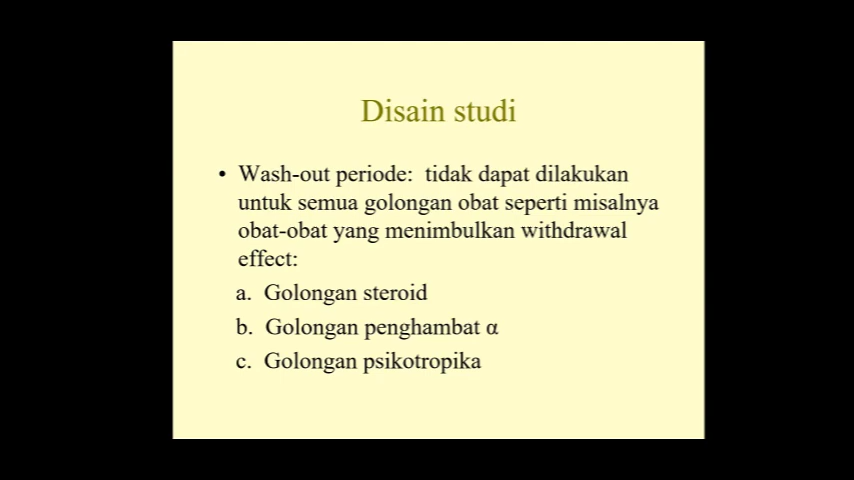 Disain studi
• Wash-out periode: tidak dapat dilakukan
untuk semua golongan obat seperti misalnya
obat-obat yang menimbulkan withdrawal
effect:
a. Golongan steroid
b. Golongan penghambat α
c. Golongan psikotropika